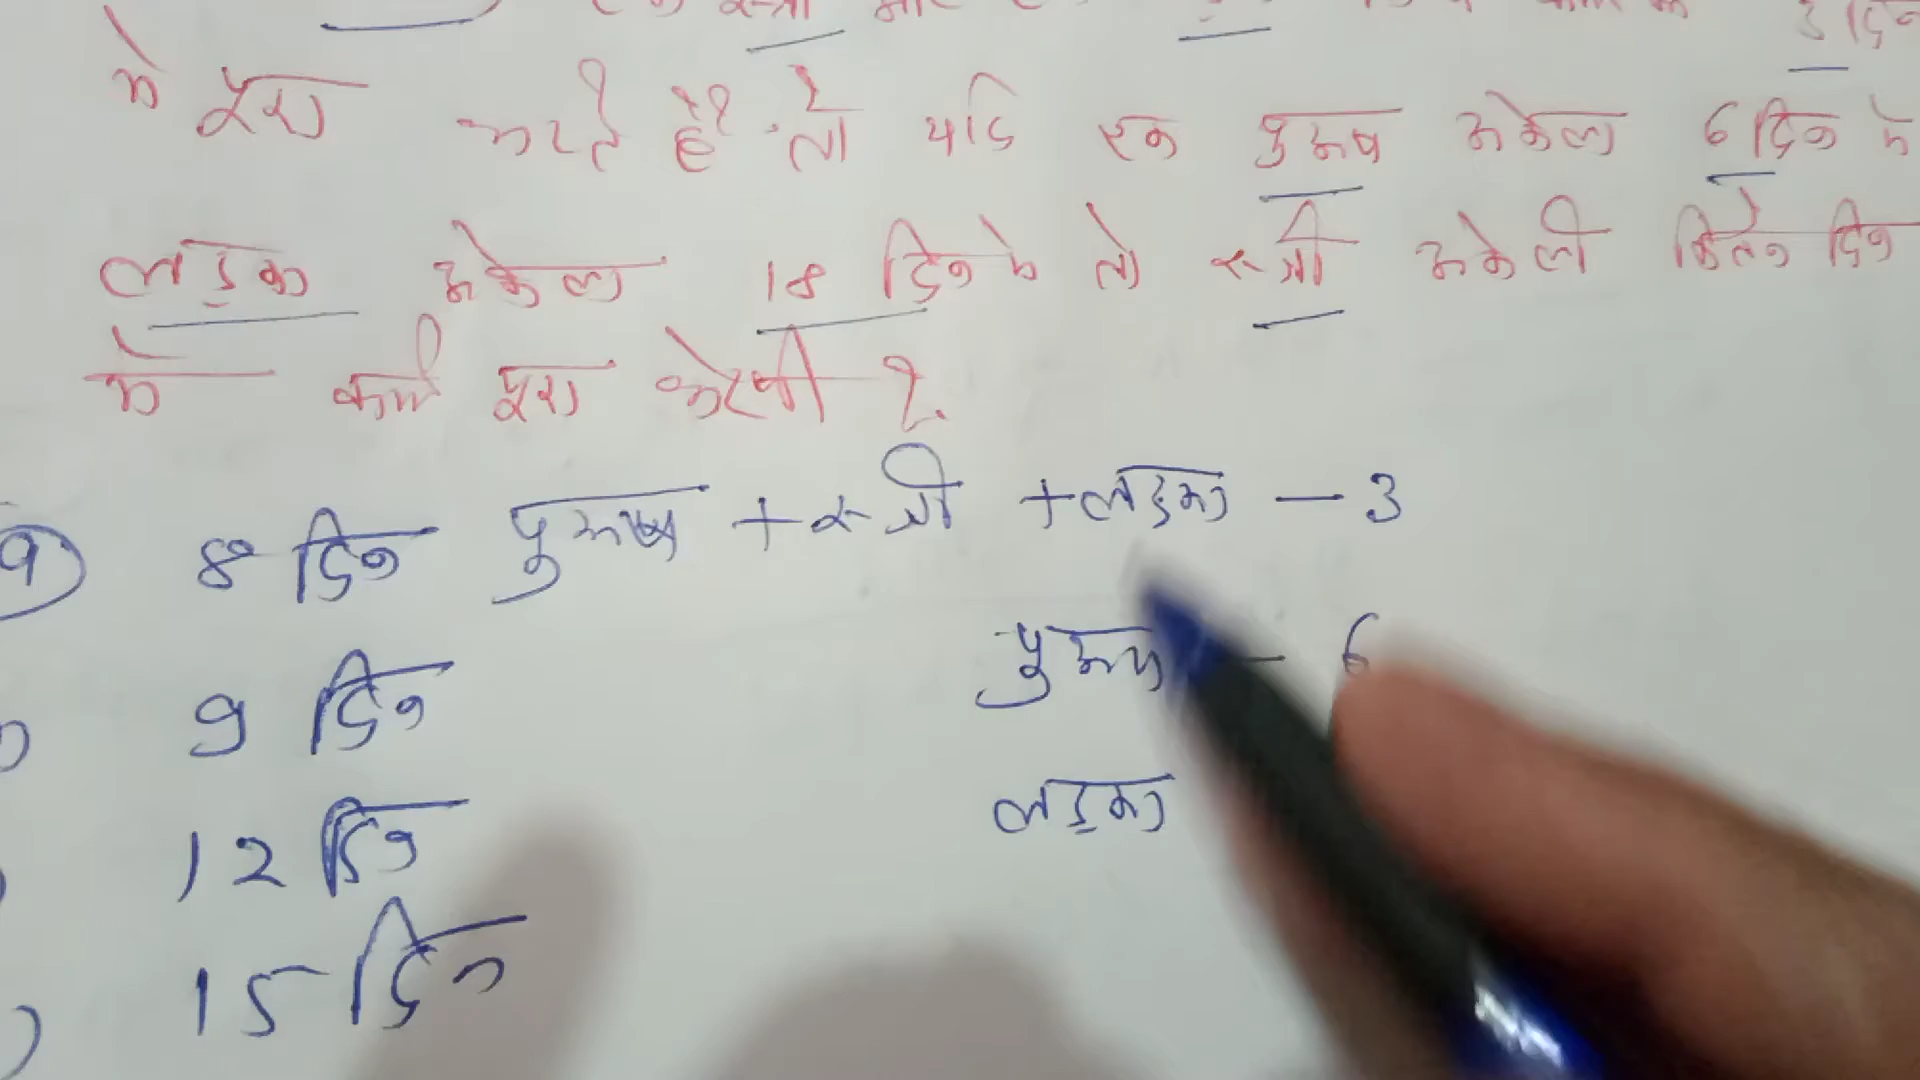 में पूरा करते हैं। तो यदि एक पुरुष अकेला 6 दिन में
लड़का अकेला 18 दिन में तो स्त्री अकेली कितने दिन
में कार्य पूरा करेगी ?
8 दिन पुरुष + स्त्री + लड़का — 3
पुरुष — 6
9 दिन
लड़का
12 दिन
15 दिन